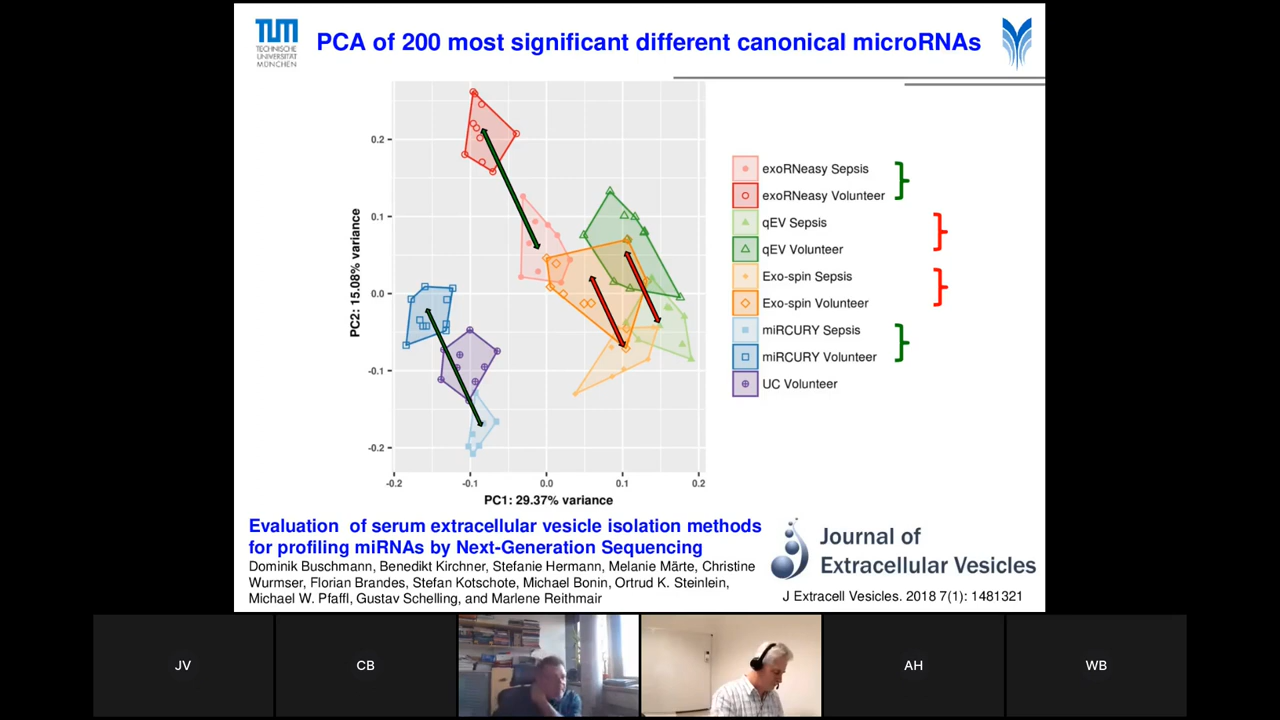 TUM
TECHNISCHE
UNIVERSITÄT
MÜNCHEN
PCA of 200 most significant different canonical microRNAs
0.2
0.1
0.0
-0.1
-0.2
PC2: 15.08% variance
-0.2
-0.1
0.0
0.1
0.2
PC1: 29.37% variance
exoRNeasy Sepsis
exoRNeasy Volunteer
qEV Sepsis
qEV Volunteer
Exo-spin Sepsis
Exo-spin Volunteer
miRCURY Sepsis
miRCURY Volunteer
UC Volunteer
Evaluation of serum extracellular vesicle isolation methods
for profiling miRNAs by Next-Generation Sequencing
Dominik Buschmann, Benedikt Kirchner, Stefanie Hermann, Melanie Märte, Christine
Wurmser, Florian Brandes, Stefan Kotschote, Michael Bonin, Ortrud K. Steinlein,
Michael W. Pfaffl, Gustav Schelling, and Marlene Reithmair
Journal of
Extracellular Vesicles
J Extracell Vesicles. 2018 7(1): 1481321
JV
CB
AH
WB